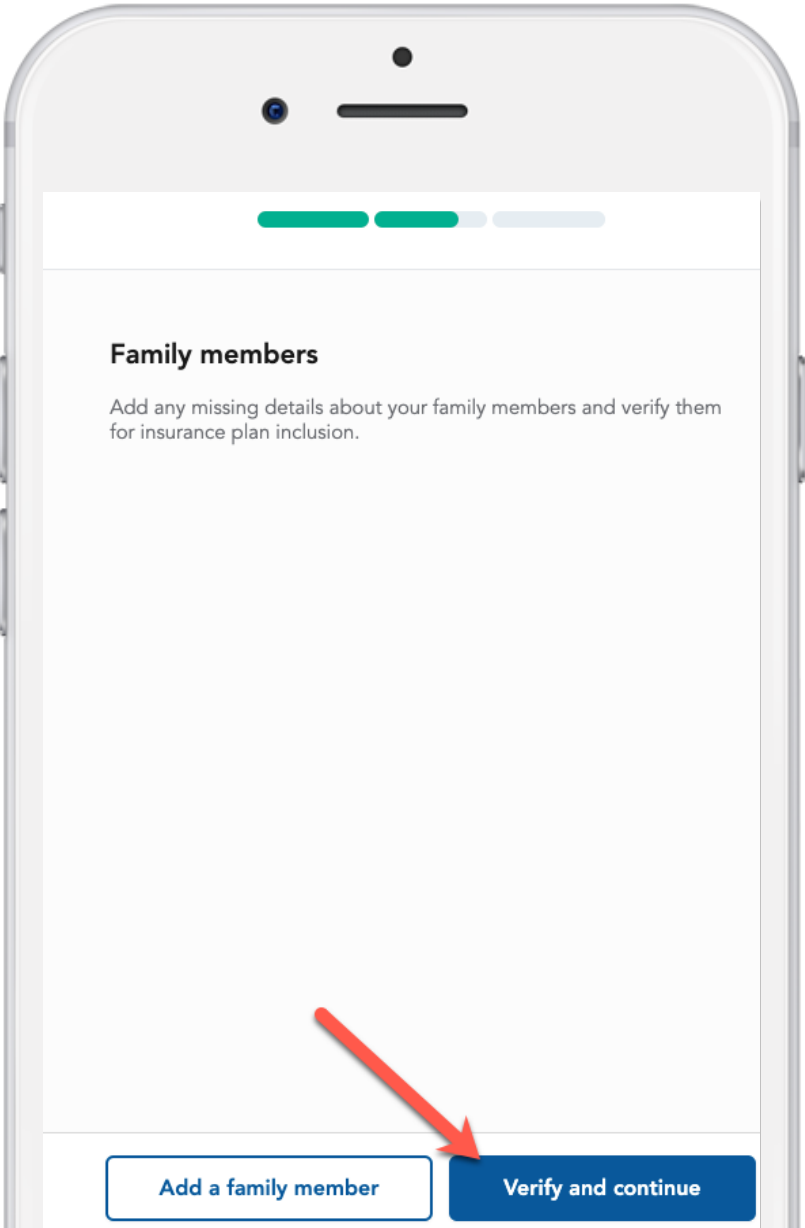 Family members
Add any missing details about your family members and verify them
for insurance plan inclusion.
Add a family member
Verify and continue